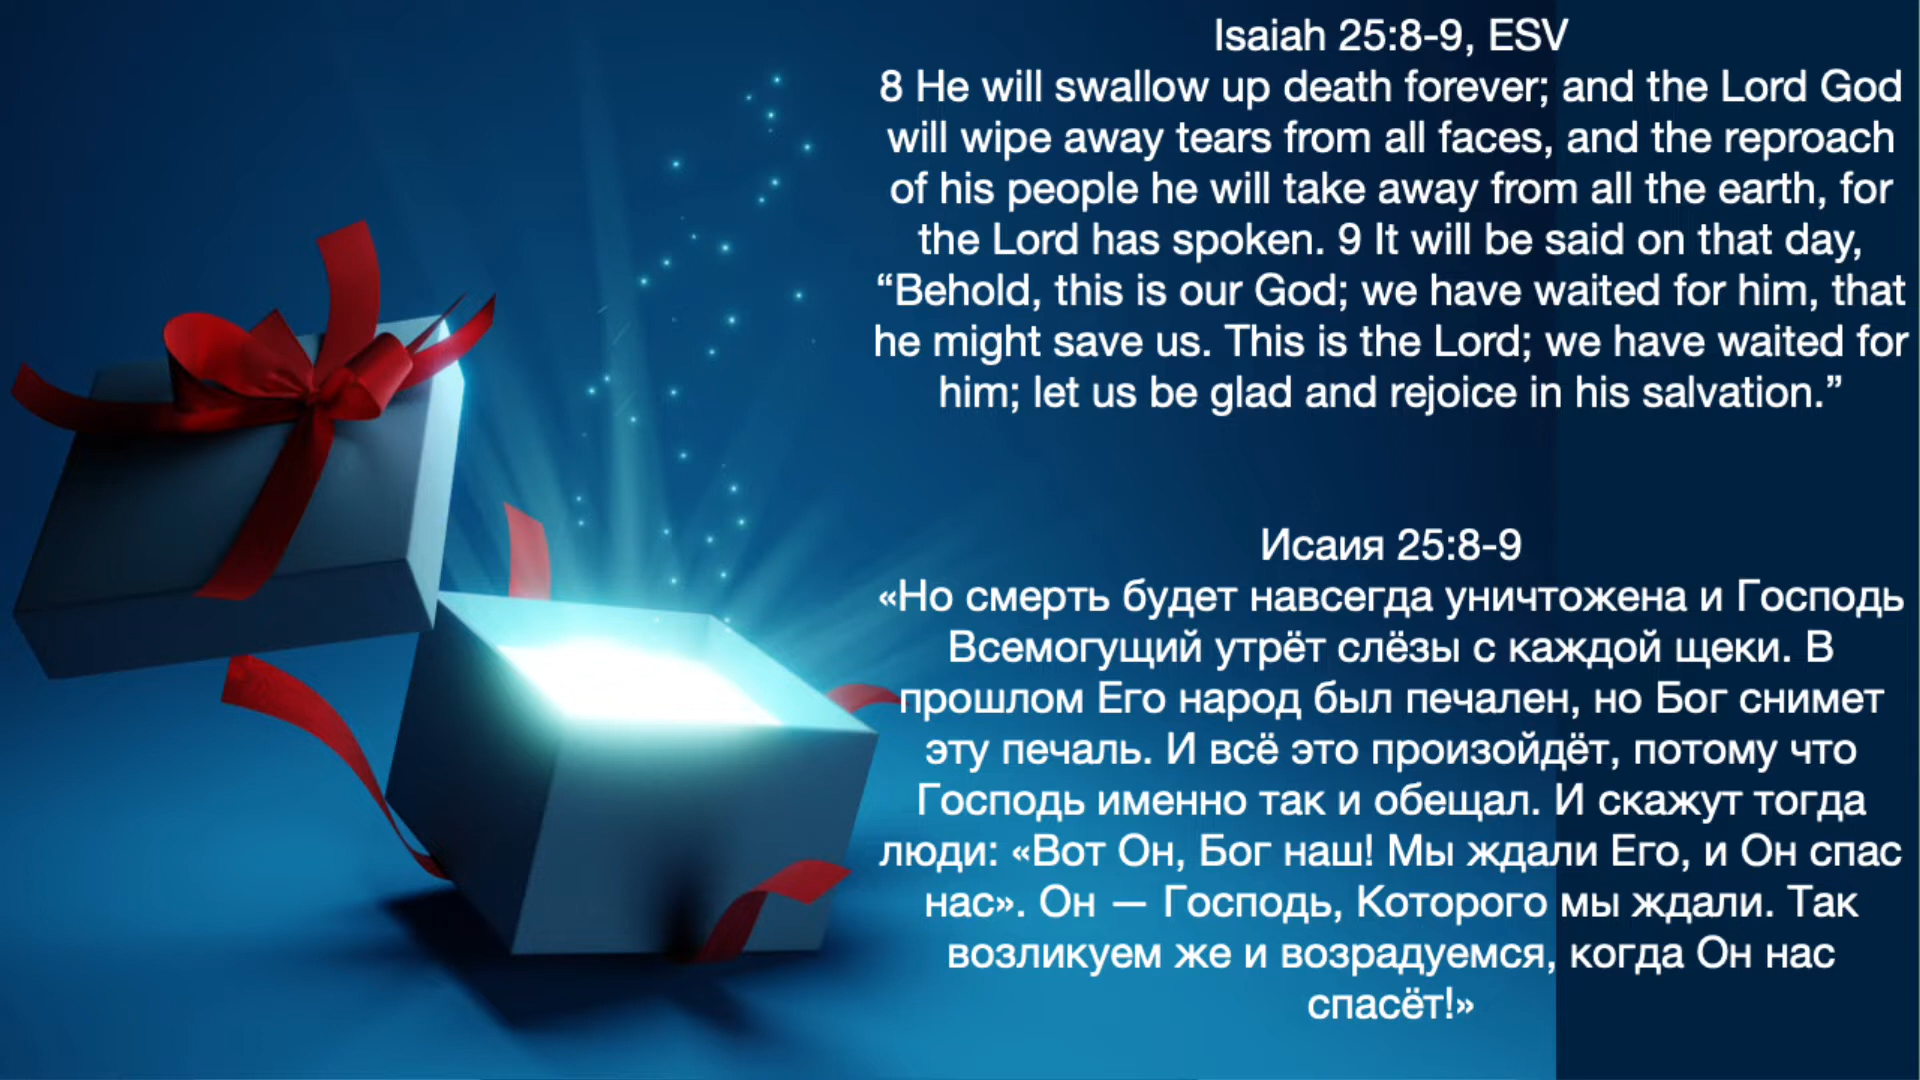 Isaiah 25:8-9, ESV
8 He will swallow up death forever; and the Lord God
will wipe away tears from all faces, and the reproach
of his people he will take away from all the earth, for
the Lord has spoken. 9 It will be said on that day,
“Behold, this is our God; we have waited for him, that
he might save us. This is the Lord; we have waited for
him; let us be glad and rejoice in his salvation.”
Исаия 25:8-9
«Но смерть будет навсегда уничтожена и Господь
Всемогущий утрёт слёзы с каждой щеки. В
прошлом Его народ был печален, но Бог снимет
эту печаль. И всё это произойдёт, потому что
Господь именно так и обещал. И скажут тогда
люди: «Вот Он, Бог наш! Мы ждали Его, и Он спас
нас». Он — Господь, Которого мы ждали. Так
возликуем же и возрадуемся, когда Он нас
спасёт!»